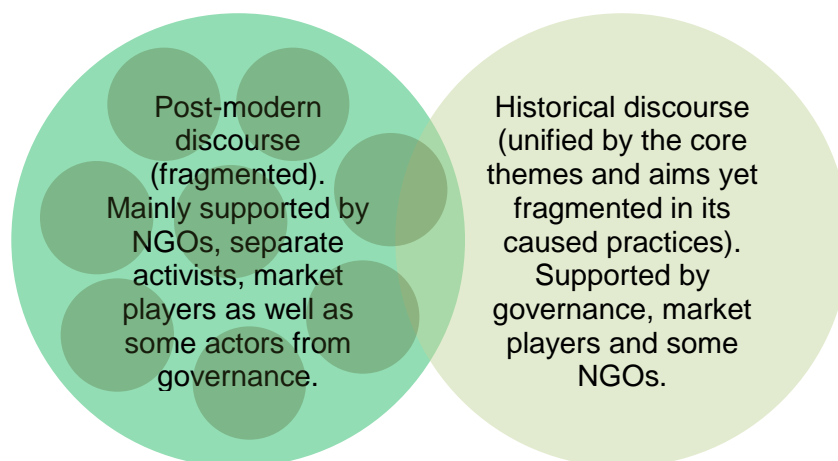 Post-modern
discourse
(fragmented).
Mainly supported by
NGOs, separate
activists, market
players as well as
some actors from
governance.
Historical discourse
(unified by the core
themes and aims yet
fragmented in its
caused practices).
Supported by
governance, market
players and some
NGOs.